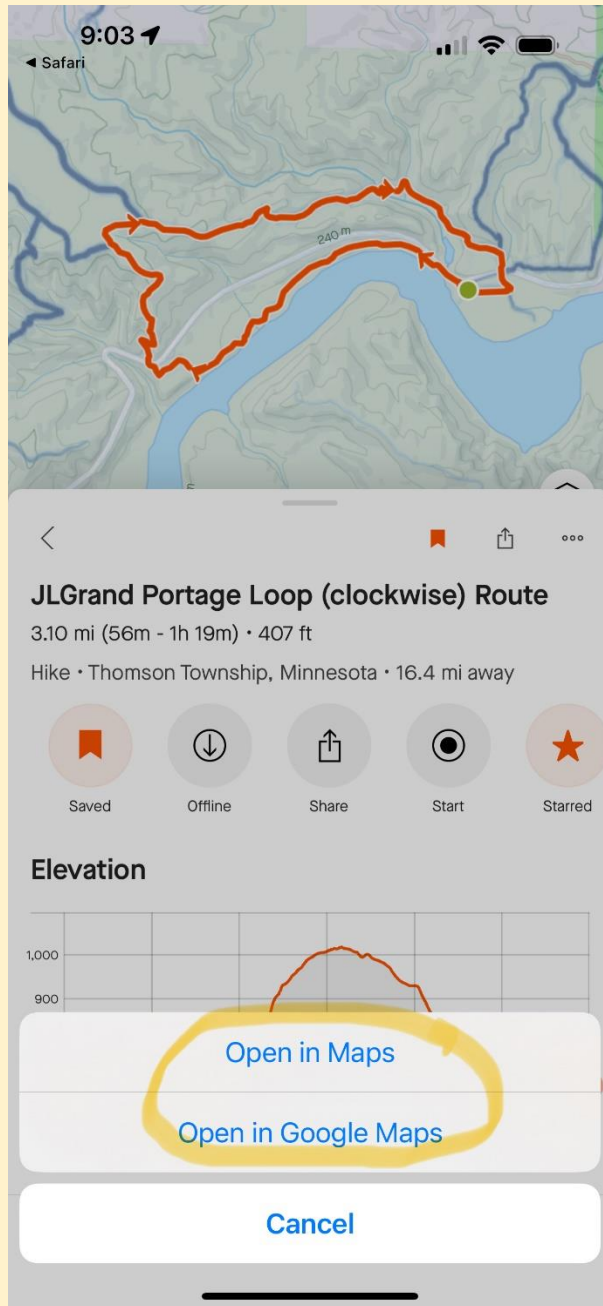 9:03
◄ Safari
240 m
JLGrand Portage Loop (clockwise) Route
3.10 mi (56m - 1h 19m) • 407 ft
Hike • Thomson Township, Minnesota • 16.4 mi away
Saved Offline Share Start Starred
Elevation
1,000
900
Open in Maps
Open in Google Maps
Cancel